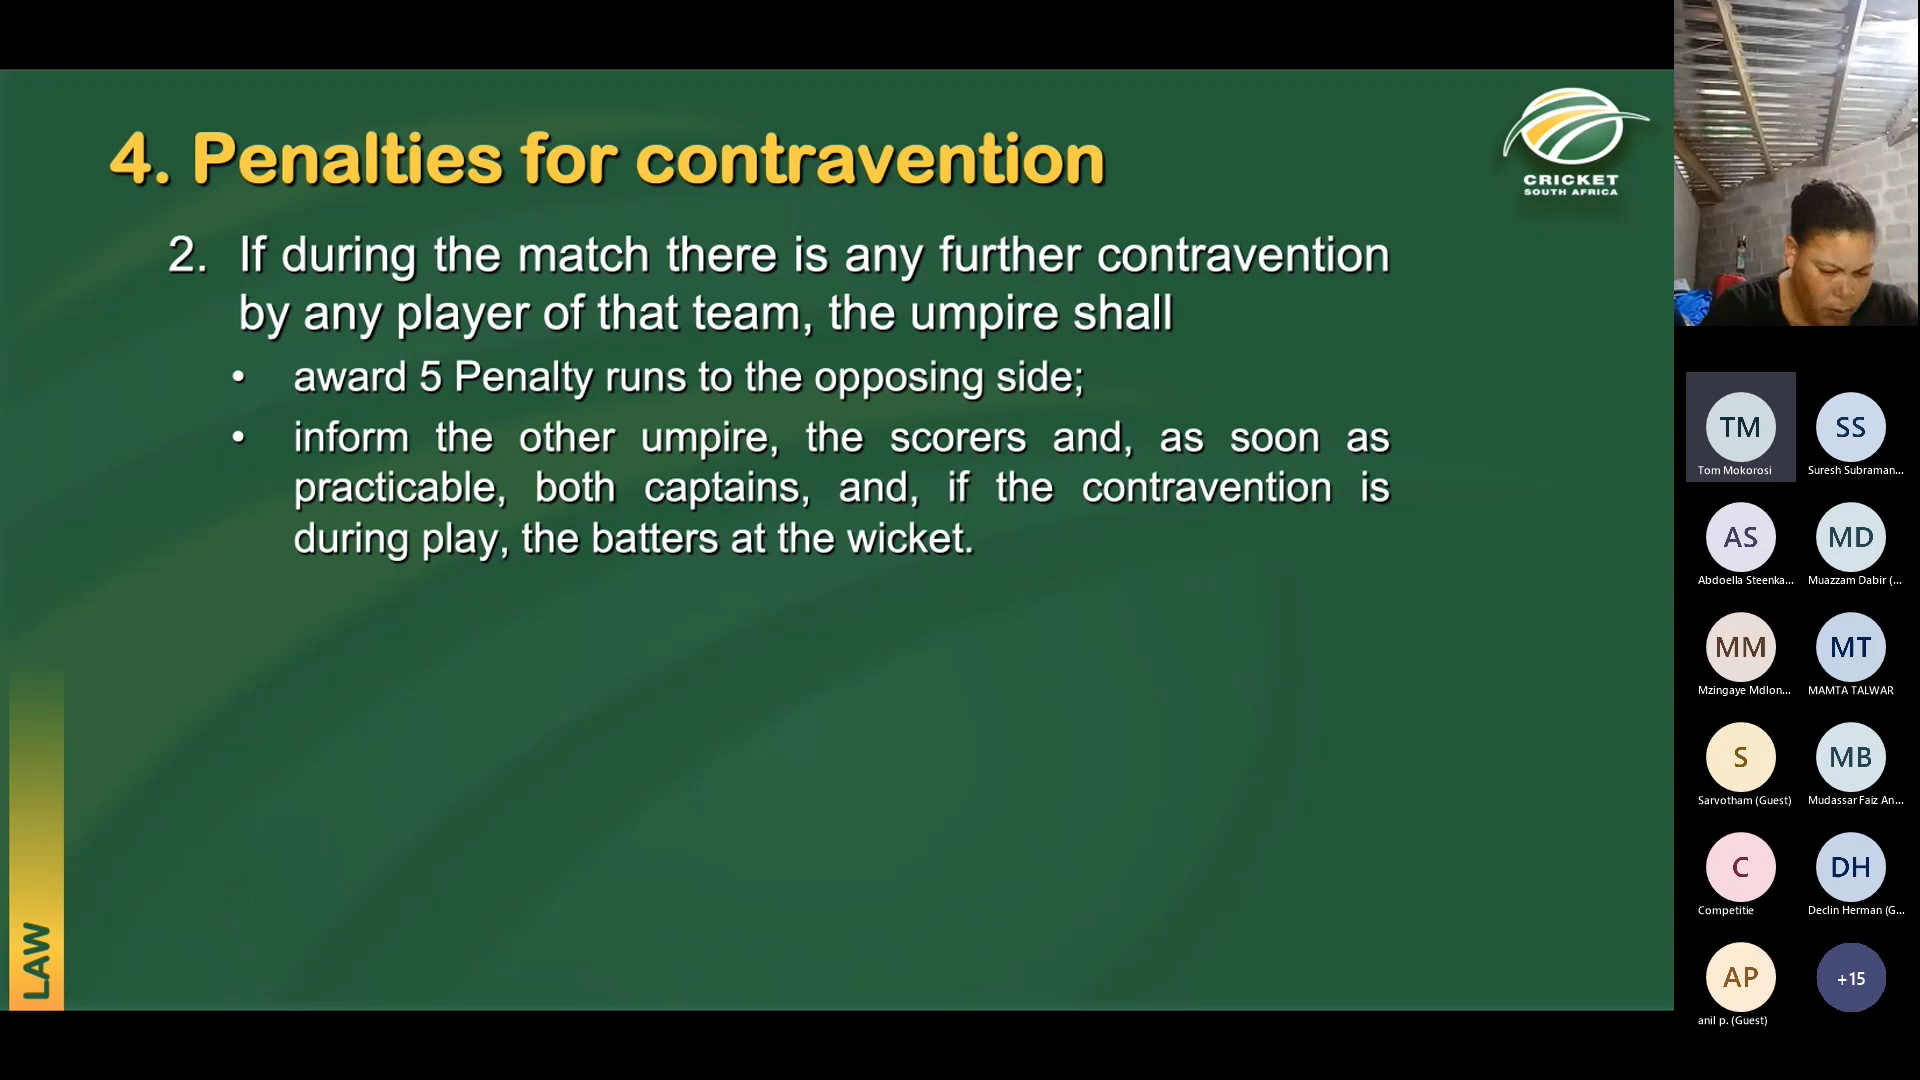 4. Penalties for contravention
CRICKET
SOUTH AFRICA
2. If during the match there is any further contravention
by any player of that team, the umpire shall
• award 5 Penalty runs to the opposing side;
• inform the other umpire, the scorers and, as soon as
practicable, both captains, and, if the contravention is
during play, the batters at the wicket.
LAW
TM
Tom Mokorosi
SS
Suresh Subraman...
AS
Abdoella Steenka...
MD
Muazzam Dabir (...
MM
Mzingaye Mdlon...
MT
MAMTA TALWAR
S
Sarvotham (Guest)
MB
Mudassar Faiz An...
C
Competitie
DH
Declin Herman (G...
AP
anil p. (Guest)
+15